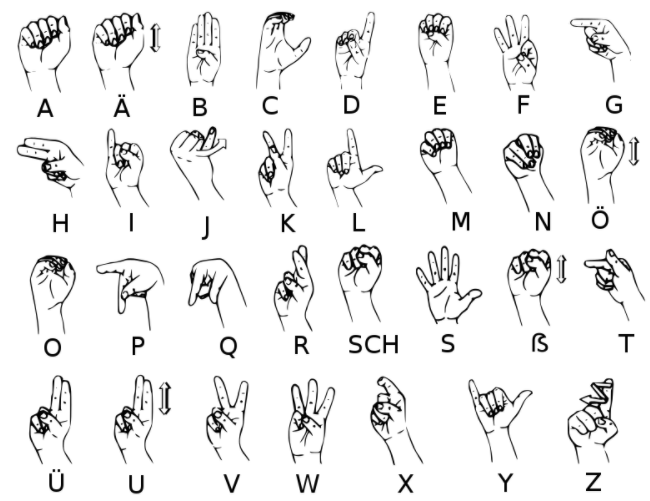 A Ä B C D E F G
H I J K L M N Ö
O P Q R SCH S ß T
Ü U V W X Y Z